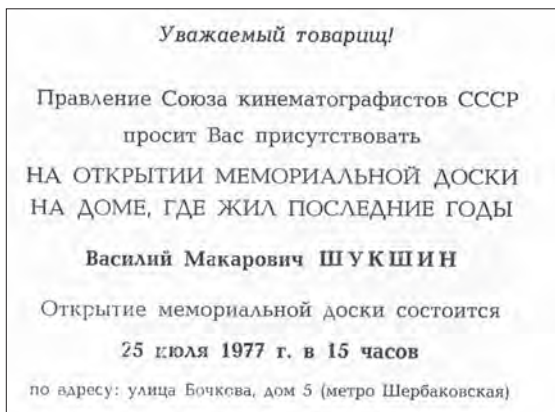 Уважаемый товарищ!
Правление Союза кинематографистов СССР
просит Вас присутствовать
НА ОТКРЫТИИ МЕМОРИАЛЬНОЙ ДОСКИ
НА ДОМЕ, ГДЕ ЖИЛ ПОСЛЕДНИЕ ГОДЫ
Василий Макарович ШУКШИН
Открытие мемориальной доски состоится
25 июля 1977 г. в 15 часов
по адресу: улица Бочкова, дом 5 (метро Шербаковская)